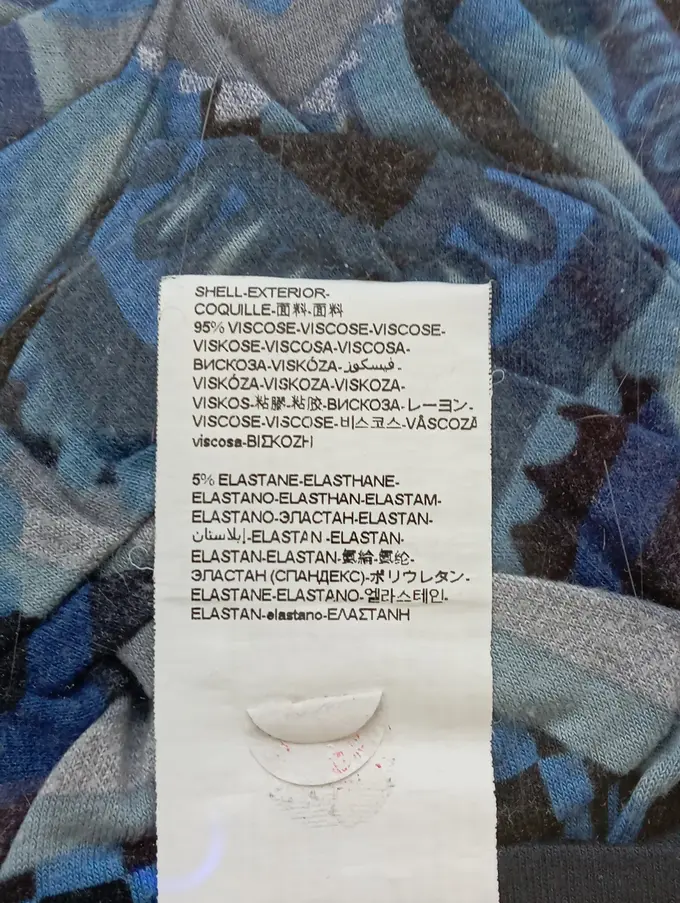 SHELL-EXTERIOR-
COQUILLE-面料-面料
95% VISCOSE-VISCOSE-VISCOSE-
VISKOSE-VISCOSA-VISCOSA-
ВИСКОЗА-VISKÓZA-فيسكوز-
VISKÓZA-VISKOZA-VISKOZA-
VISKOS-粘膠-粘胶-ВИСКОЗА-レーヨン-
VISCOSE-VISCOSE-비스코스-VÂSCOZA
viscosa-ΒΙΣΚΟΖΗ
5% ELASTANE-ELASTHANE-
ELASTANO-ELASTHAN-ELASTAM-
ELASTANO-ЭЛАСТАН-ELASTAN-
إيلاستان-ELASTAN -ELASTAN-
ELASTAN-ELASTAN-氨綸-氨纶-
ЭЛАСТАН (СПАНДЕКС)-ポリウレタン-
ELASTANE-ELASTANO-엘라스테인-
ELASTAN-elastano-ΕΛΑΣΤΑΝΗ